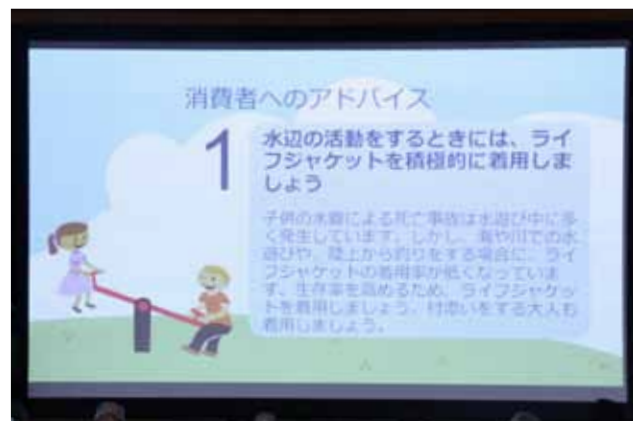 消費者へのアドバイス
1
水辺の活動をするときには、ライ
フジャケットを積極的に着用しま
しょう
子供の水難による死亡事故は水遊び中に多
く発生しています。しかし、海や川での水
遊びや、陸上から釣りをする場合に、ライ
フジャケットの着用率が低くなっていま
す。生存率を高めるため、ライフジャケッ
トを着用しましょう。付添いをする大人も
着用しましょう。